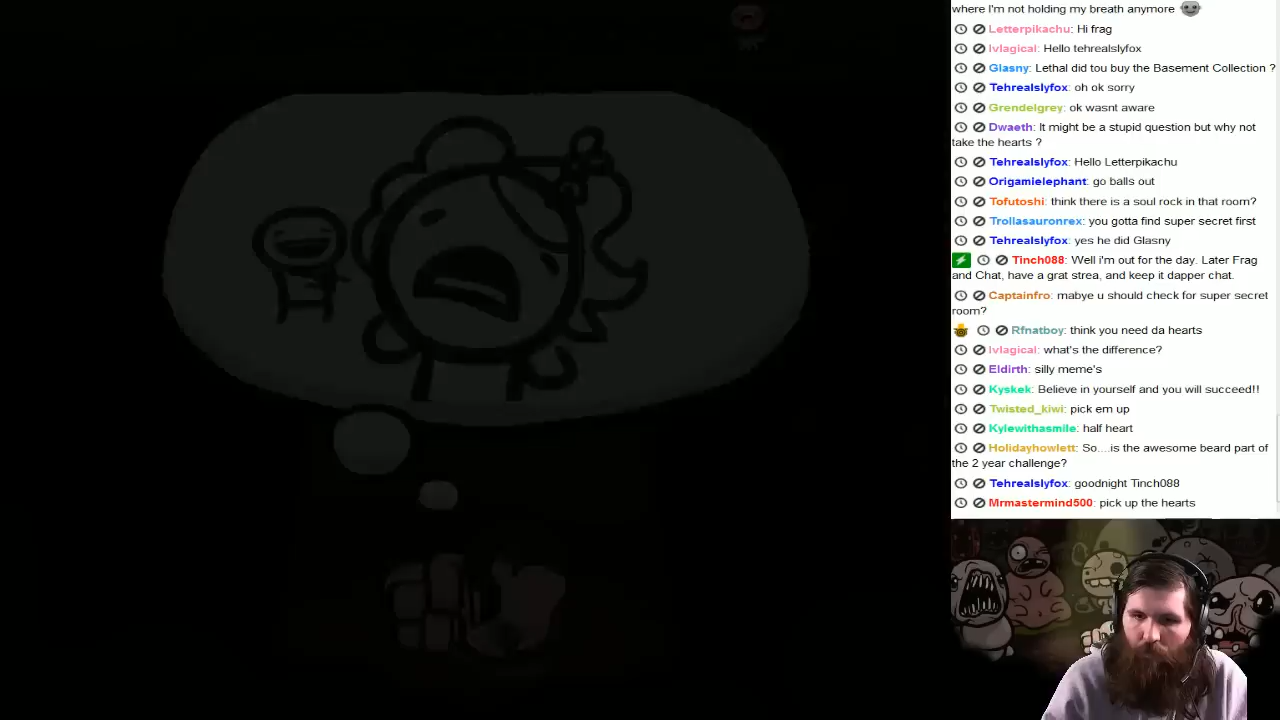 where I'm not holding my breath anymore
Letterpikachu: Hi frag
Ivlagical: Hello tehrealslyfox
Glasny: Lethal did tou buy the Basement Collection ?
Tehrealslyfox: oh ok sorry
Grendelgrey: ok wasnt aware
Dwaeth: It might be a stupid question but why not
take the hearts ?
Tehrealslyfox: Hello Letterpikachu
Origamielephant: go balls out
Tofutoshi: think there is a soul rock in that room?
Trollasauronrex: you gotta find super secret first
Tehrealslyfox: yes he did Glasny
Tinch088: Well i'm out for the day. Later Frag
and Chat, have a grat strea, and keep it dapper chat.
Captainfro: mabye u should check for super secret
room?
Rfnatboy: think you need da hearts
Ivlagical: what's the difference?
Eldirth: silly meme's
Kyskek: Believe in yourself and you will succeed!!
Twisted_kiwi: pick em up
Kylewithasmile: half heart
Holidayhowlett: So....is the awesome beard part of
the 2 year challenge?
Tehrealslyfox: goodnight Tinch088
Mrmastermind500: pick up the hearts